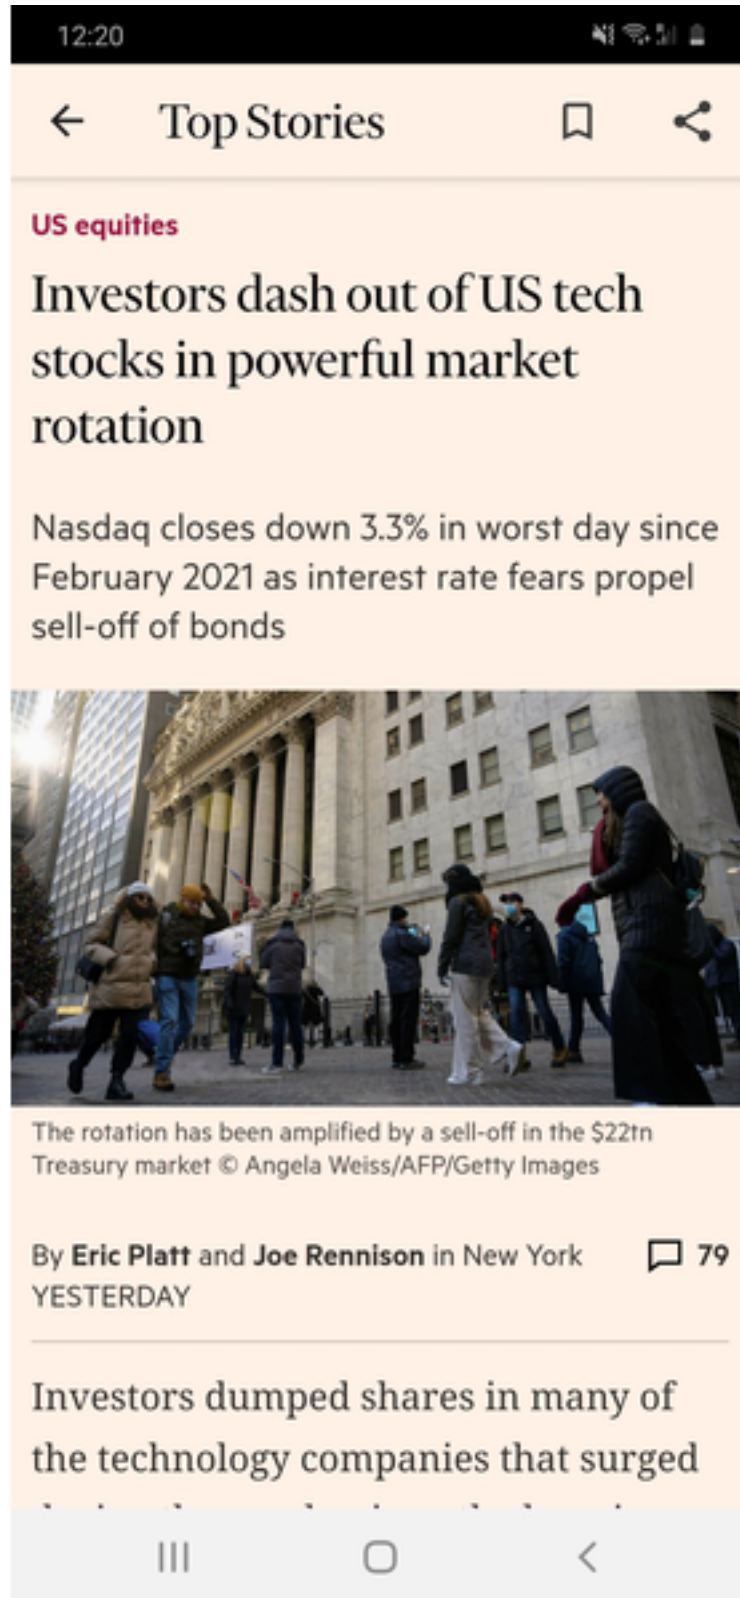 12:20
Top Stories
US equities
Investors dash out of US tech
stocks in powerful market
rotation
Nasdaq closes down 3.3% in worst day since
February 2021 as interest rate fears propel
sell-off of bonds
The rotation has been amplified by a sell-off in the $22tn
Treasury market © Angela Weiss/AFP/Getty Images
By Eric Platt and Joe Rennison in New York
79
YESTERDAY
Investors dumped shares in many of
the technology companies that surged